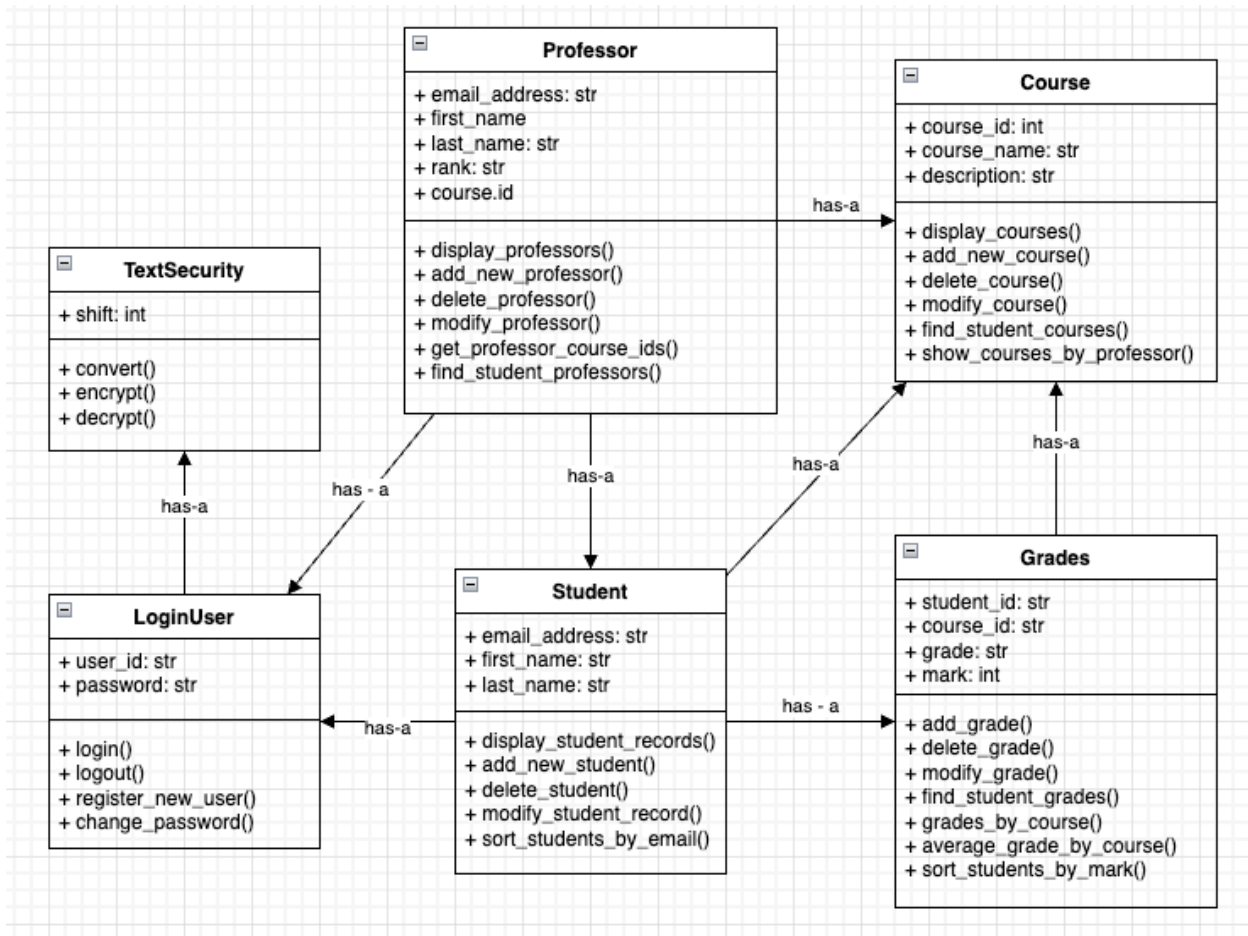 Professor
+ email_address: str
+ first_name
+ last_name: str
+ rank: str
+ course.id
+ display_professors()
+ add_new_professor()
+ delete_professor()
+ modify_professor()
+ get_professor_course_ids()
+ find_student_professors()
has-a
Course
+ course_id: int
+ course_name: str
+ description: str
+ display_courses()
+ add_new_course()
+ delete_course()
+ modify_course()
+ find_student_courses()
+ show_courses_by_professor()
TextSecurity
+ shift: int
+ convert()
+ encrypt()
+ decrypt()
has-a
has - a
has-a
has-a
has-a
LoginUser
+ user_id: str
+ password: str
+ login()
+ logout()
+ register_new_user()
+ change_password()
has-a
Student
+ email_address: str
+ first_name: str
+ last_name: str
+ display_student_records()
+ add_new_student()
+ delete_student()
+ modify_student_record()
+ sort_students_by_email()
has - a
Grades
+ student_id: str
+ course_id: str
+ grade: str
+ mark: int
+ add_grade()
+ delete_grade()
+ modify_grade()
+ find_student_grades()
+ grades_by_course()
+ average_grade_by_course()
+ sort_students_by_mark()